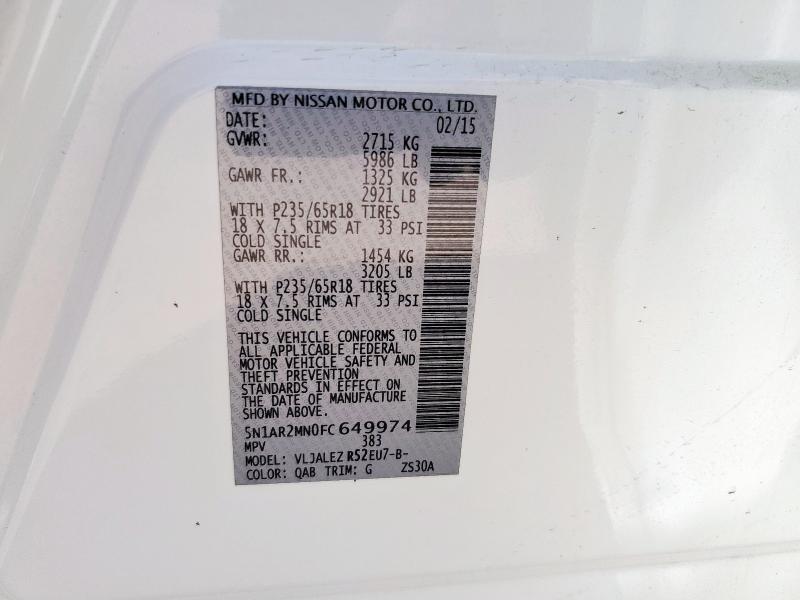 MFD BY NISSAN MOTOR CO., LTD.
DATE: 02/15
GVWR: 2715 KG
5986 LB
GAWR FR.: 1325 KG
2921 LB
WITH P235/65R18 TIRES
18 X 7.5 RIMS AT 33 PSI
COLD SINGLE
GAWR RR.: 1454 KG
3205 LB
WITH P235/65R18 TIRES
18 X 7.5 RIMS AT 33 PSI
COLD SINGLE
THIS VEHICLE CONFORMS TO
ALL APPLICABLE FEDERAL
MOTOR VEHICLE SAFETY AND
THEFT PREVENTION
STANDARDS IN EFFECT ON
THE DATE OF MANUFACTURE
SHOWN ABOVE.
5N1AR2MN0FC649974
MPV 383
MODEL: VLJALEZ R52EU7-B-
COLOR: QAB TRIM: G ZS30A